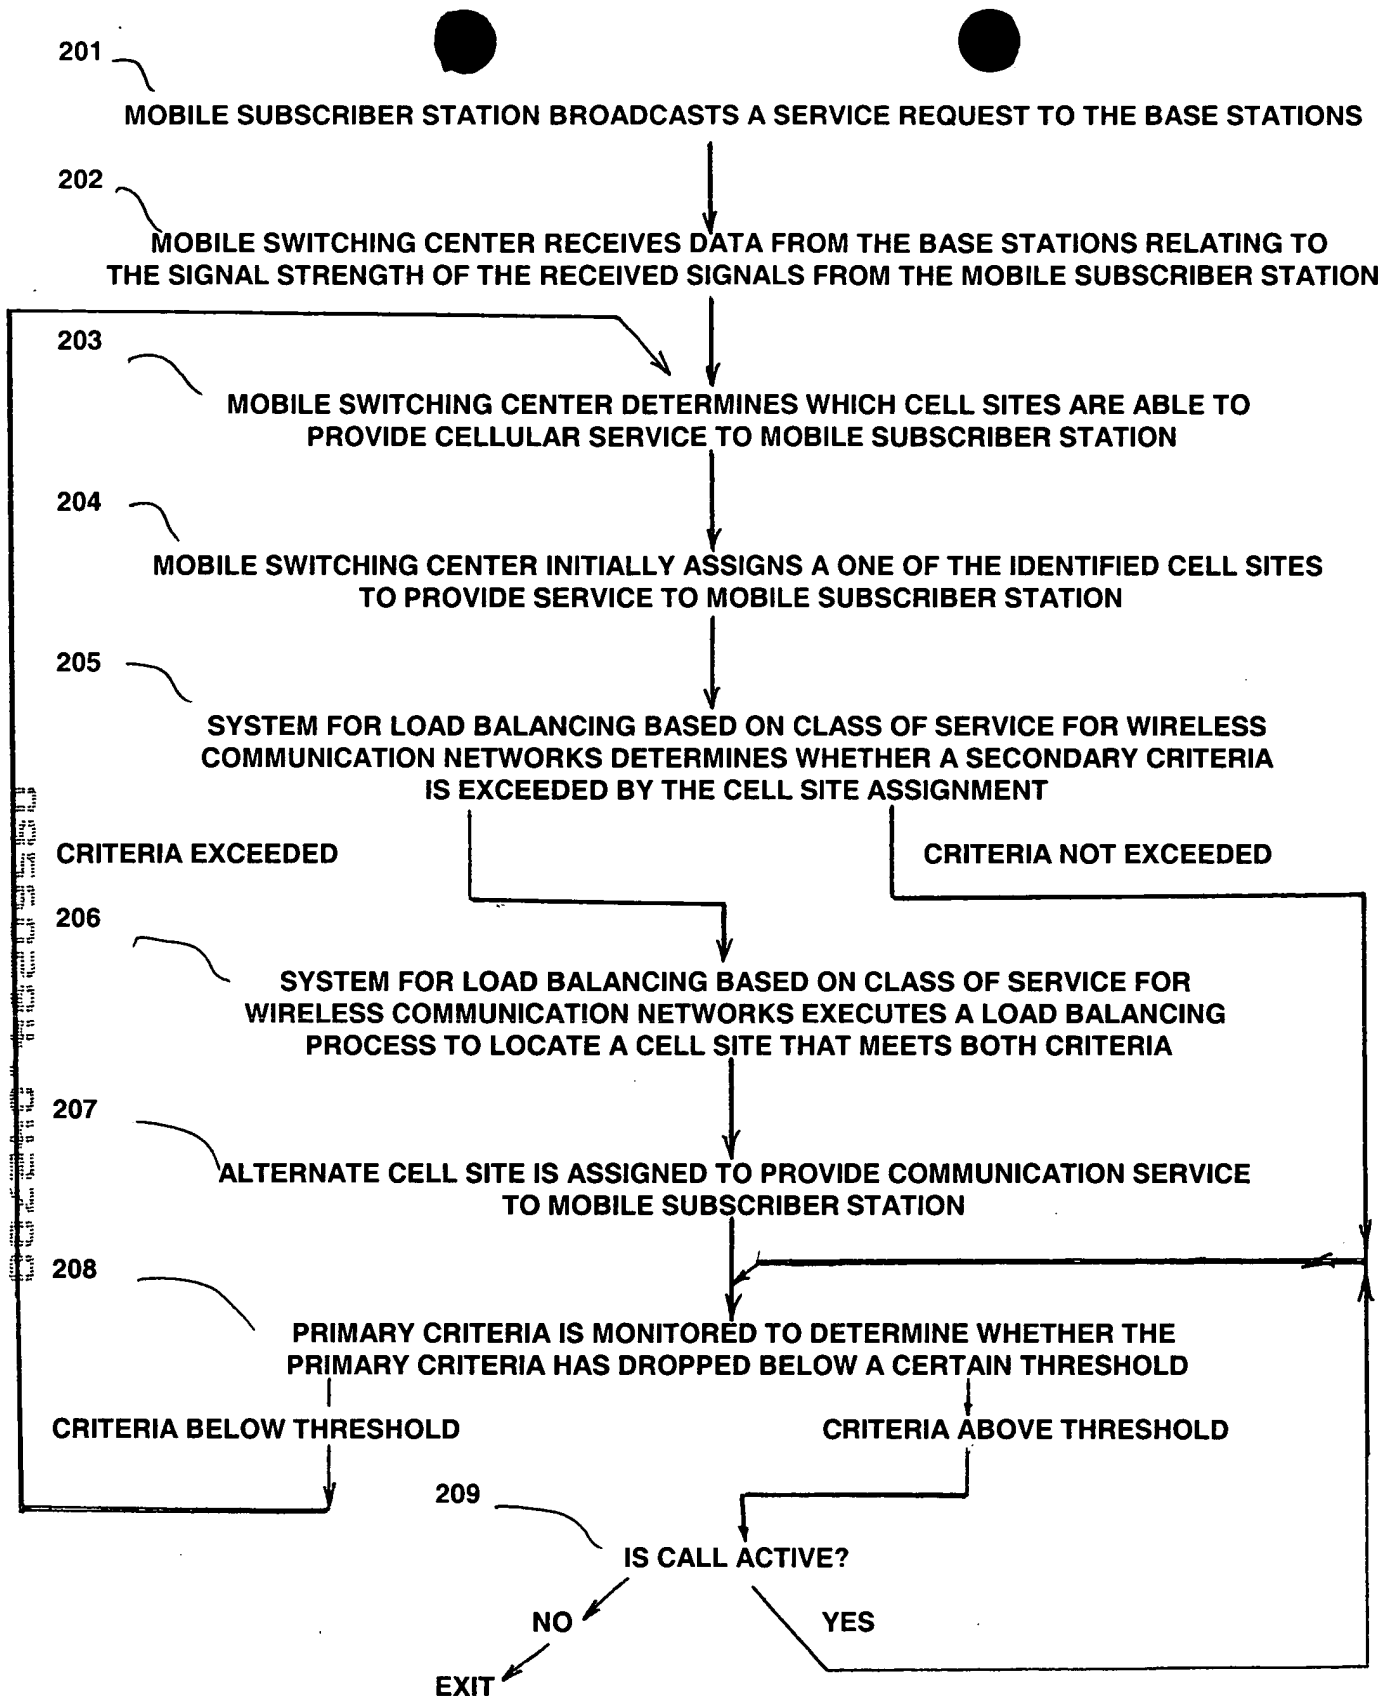 201
MOBILE SUBSCRIBER STATION BROADCASTS A SERVICE REQUEST TO THE BASE STATIONS
202
MOBILE SWITCHING CENTER RECEIVES DATA FROM THE BASE STATIONS RELATING TO
THE SIGNAL STRENGTH OF THE RECEIVED SIGNALS FROM THE MOBILE SUBSCRIBER STATION
203
MOBILE SWITCHING CENTER DETERMINES WHICH CELL SITES ARE ABLE TO
PROVIDE CELLULAR SERVICE TO MOBILE SUBSCRIBER STATION
204
MOBILE SWITCHING CENTER INITIALLY ASSIGNS A ONE OF THE IDENTIFIED CELL SITES
TO PROVIDE SERVICE TO MOBILE SUBSCRIBER STATION
205
SYSTEM FOR LOAD BALANCING BASED ON CLASS OF SERVICE FOR WIRELESS
COMMUNICATION NETWORKS DETERMINES WHETHER A SECONDARY CRITERIA
IS EXCEEDED BY THE CELL SITE ASSIGNMENT
CRITERIA EXCEEDED
CRITERIA NOT EXCEEDED
206
SYSTEM FOR LOAD BALANCING BASED ON CLASS OF SERVICE FOR
WIRELESS COMMUNICATION NETWORKS EXECUTES A LOAD BALANCING
PROCESS TO LOCATE A CELL SITE THAT MEETS BOTH CRITERIA
207
ALTERNATE CELL SITE IS ASSIGNED TO PROVIDE COMMUNICATION SERVICE
TO MOBILE SUBSCRIBER STATION
208
PRIMARY CRITERIA IS MONITORED TO DETERMINE WHETHER THE
PRIMARY CRITERIA HAS DROPPED BELOW A CERTAIN THRESHOLD
CRITERIA BELOW THRESHOLD
CRITERIA ABOVE THRESHOLD
209
IS CALL ACTIVE?
NO
YES
EXIT